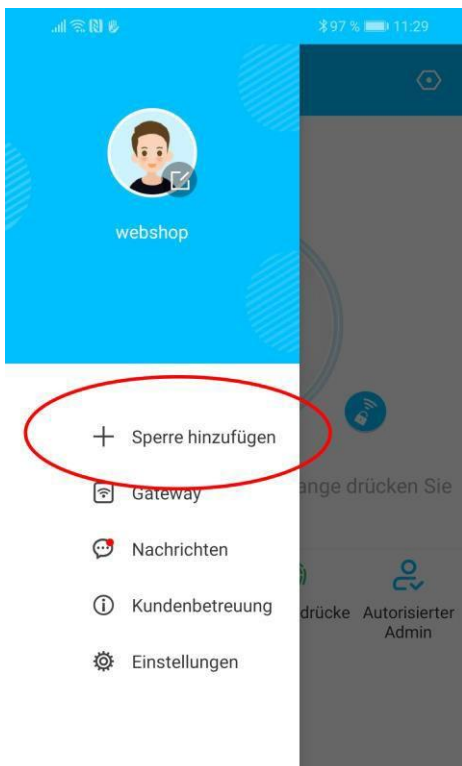 97 % 11:29
webshop
Sperre hinzufügen
Gateway
ange drücken Sie
Nachrichten
Kundenbetreuung
drücke Autorisierter
Admin
Einstellungen